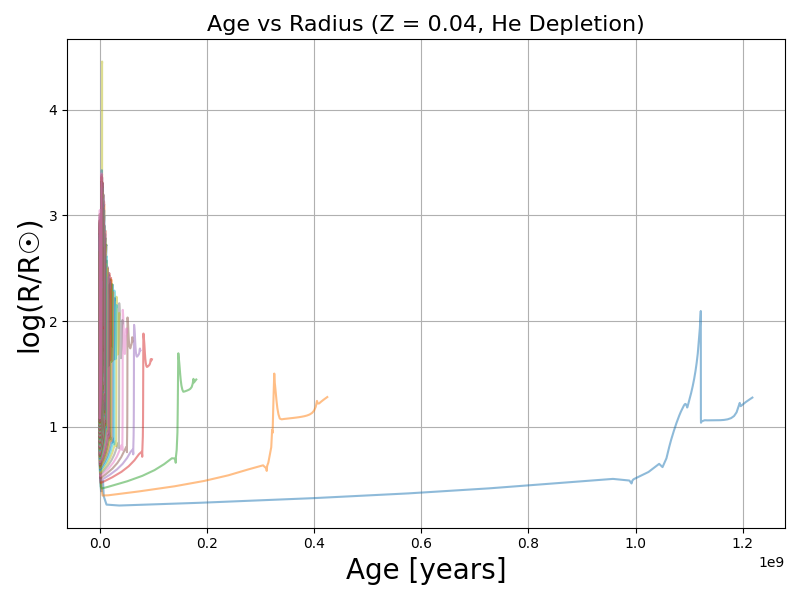 Age vs Radius (Z = 0.04, He Depletion)
log(R/R☉)
4
3
2
1
0.0 0.2 0.4 0.6 0.8 1.0 1.2
1e9
Age [years]